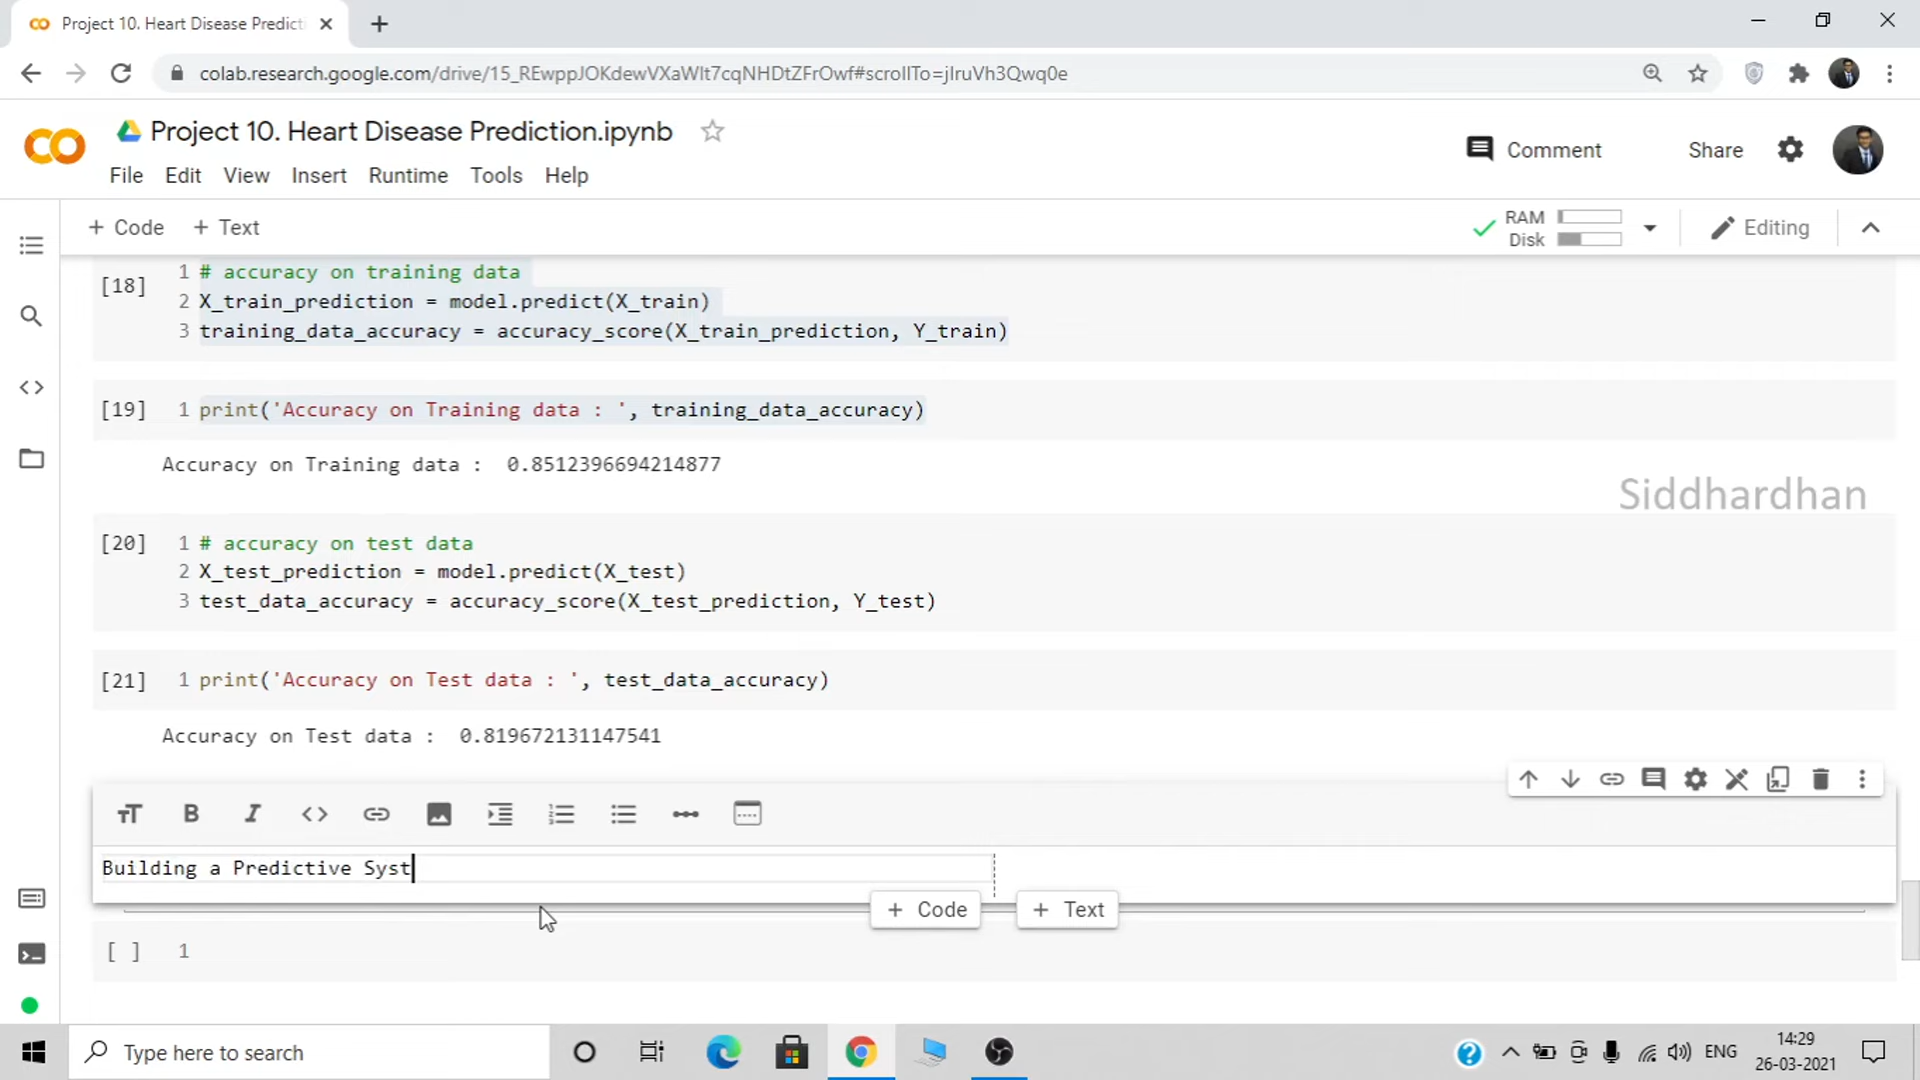 Project 10. Heart Disease Predicti
colab.research.google.com/drive/15_REwppJOKdewVXaWIt7cqNHDtZFrOwf#scrollTo=jIruVh3Qwq0e
Project 10. Heart Disease Prediction.ipynb
Comment
Share
File Edit View Insert Runtime Tools Help
+ Code + Text
RAM
Disk
Editing
[18] 1 # accuracy on training data
2 X_train_prediction = model.predict(X_train)
3 training_data_accuracy = accuracy_score(X_train_prediction, Y_train)
[19] 1 print('Accuracy on Training data : ', training_data_accuracy)
Accuracy on Training data :  0.8512396694214877
Siddhardhan
[20] 1 # accuracy on test data
2 X_test_prediction = model.predict(X_test)
3 test_data_accuracy = accuracy_score(X_test_prediction, Y_test)
[21] 1 print('Accuracy on Test data : ', test_data_accuracy)
Accuracy on Test data :  0.819672131147541
Building a Predictive Syst
+ Code + Text
[ ] 1
Type here to search
ENG
14:29
26-03-2021